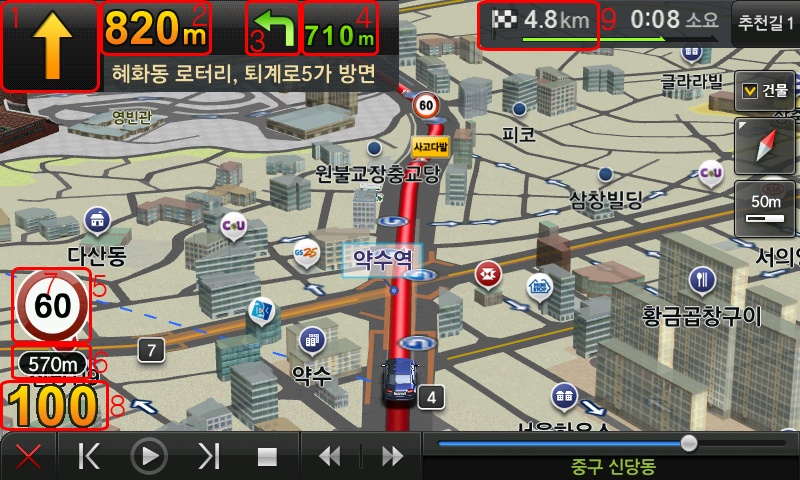 1
820m 2
3
710m 4
4.8km 9 0:08 소요
추천길1
혜화동 로터리, 퇴계로5가 방면
글라라빌
건물
영빈관
60
피코
사고다발
원불교장충교당
CU
삼창빌딩
50m
CU
다산동
GS25
약수역
서의
7
60 5
황금곱창구이
7
570m 6
약수
4
100 8
중구 신당동